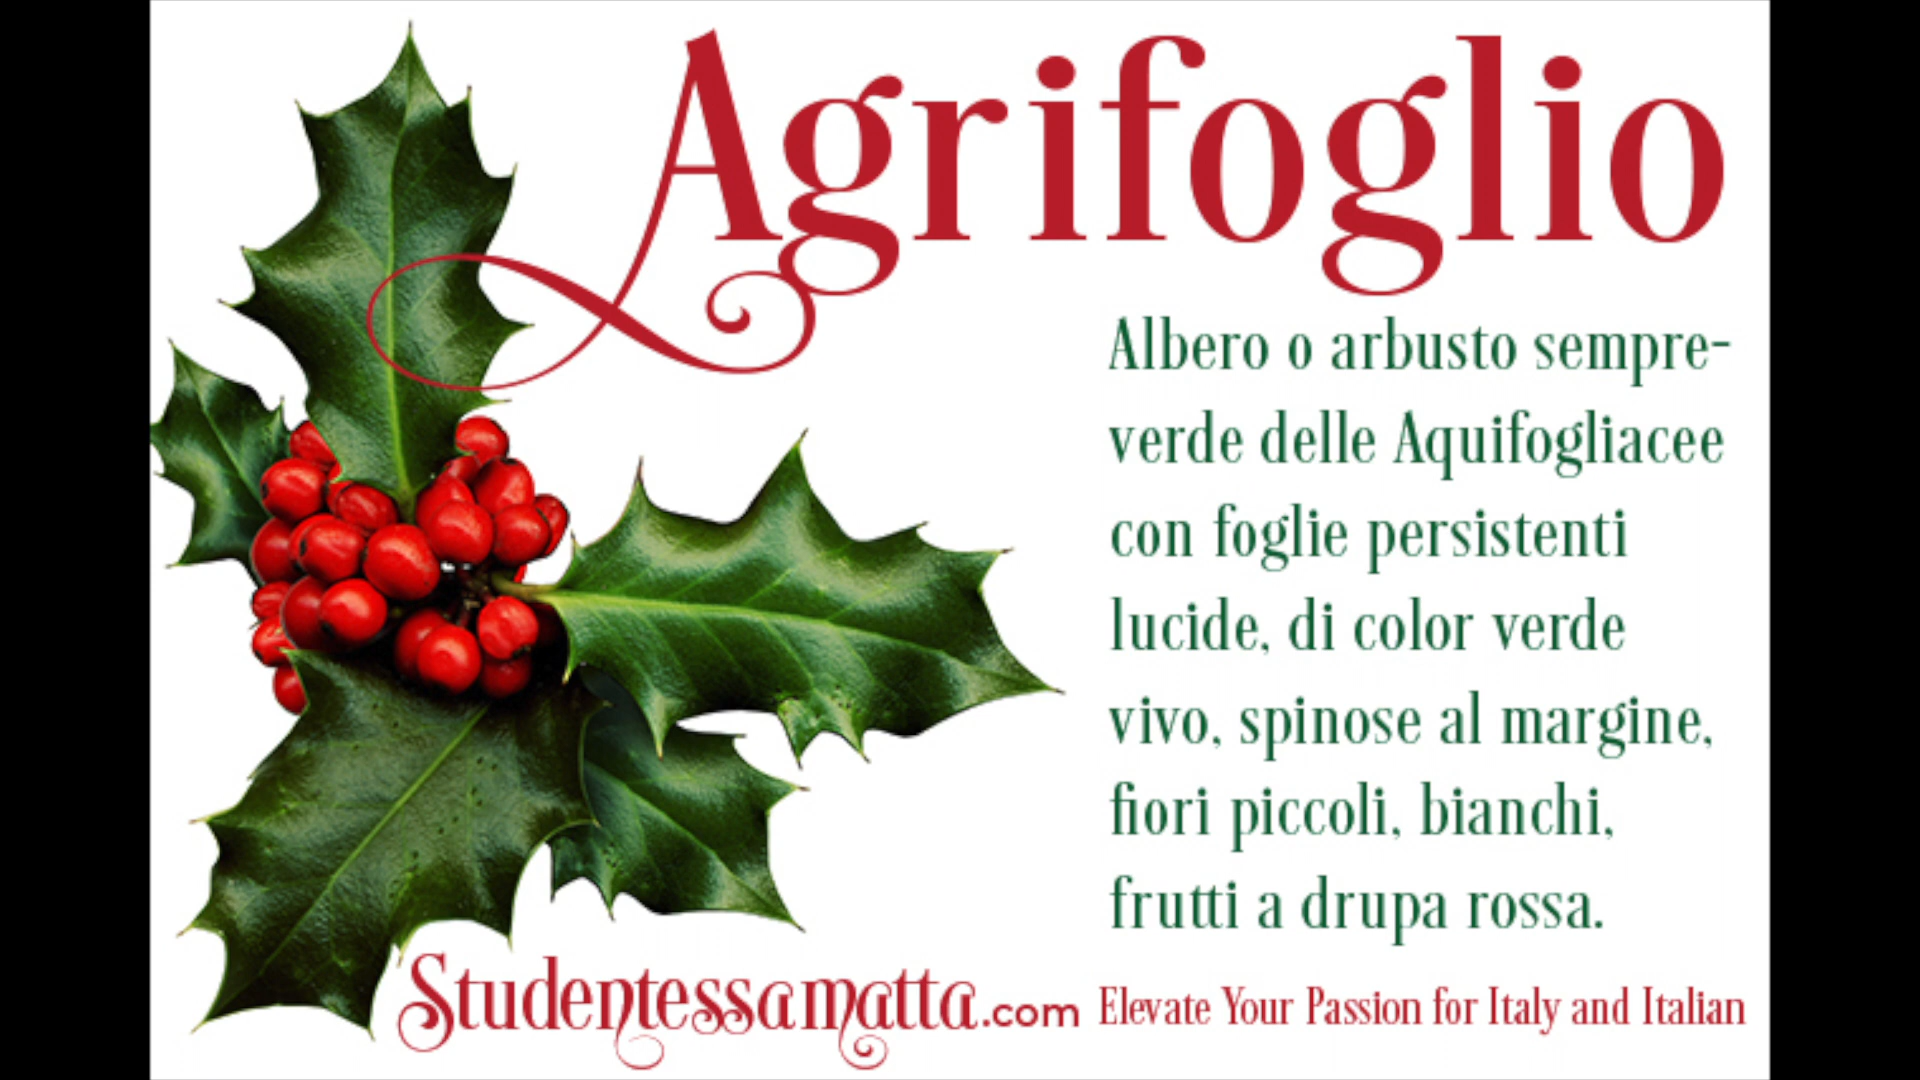 Agrifoglio
Albero o arbusto sempre-
verde delle Aquifogliacee
con foglie persistenti
lucide, di color verde
vivo, spinose al margine,
fiori piccoli, bianchi,
frutti a drupa rossa.
Studentessamatta.com Elevate Your Passion for Italy and Italian